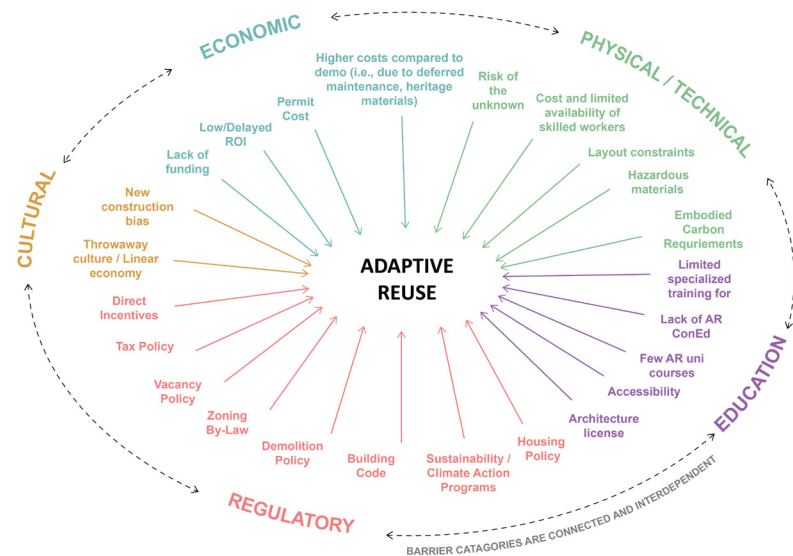 ECONOMIC
PHYSICAL / TECHNICAL
Higher costs compared to
demo (i.e., due to deferred
maintenance, heritage
materials)
Risk of
the
unknown
Permit
Cost
Cost and limited
availability of
skilled workers
Low/Delayed
ROI
Layout constraints
Lack of
funding
Hazardous
materials
CULTURAL
New
construction
bias
Embodied
Carbon
Requriements
Throwaway
culture / Linear
economy
ADAPTIVE
REUSE
Limited
specialized
training for
Direct
Incentives
Lack of AR
ConEd
Tax Policy
Few AR uni
courses
Vacancy
Policy
Accessibility
EDUCATION
Zoning
By-Law
Architecture
license
Demolition
Policy
Building
Code
Sustainability /
Climate Action
Programs
Housing
Policy
REGULATORY
BARRIER CATAGORIES ARE CONNECTED AND INTERDEPENDENT